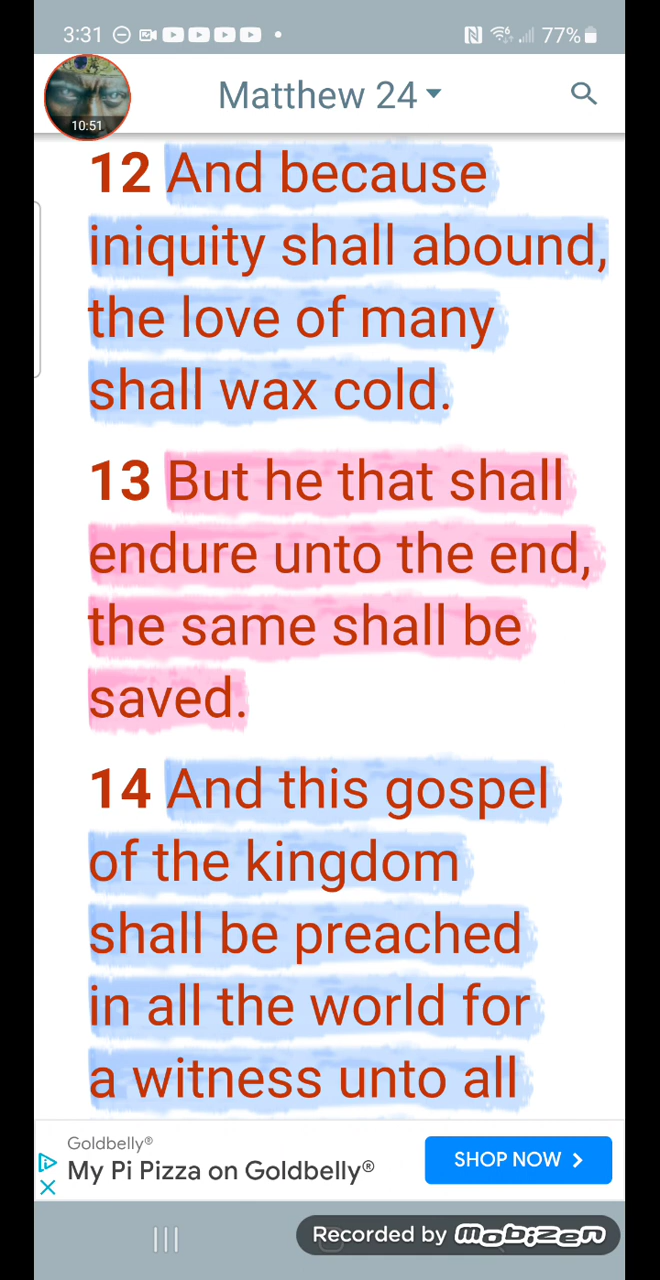 3:31 77%
10:51
Matthew 24
12 And because
iniquity shall abound,
the love of many
shall wax cold.
13 But he that shall
endure unto the end,
the same shall be
saved.
14 And this gospel
of the kingdom
shall be preached
in all the world for
a witness unto all
Goldbelly®
My Pi Pizza on Goldbelly®
SHOP NOW
Recorded by mobizen